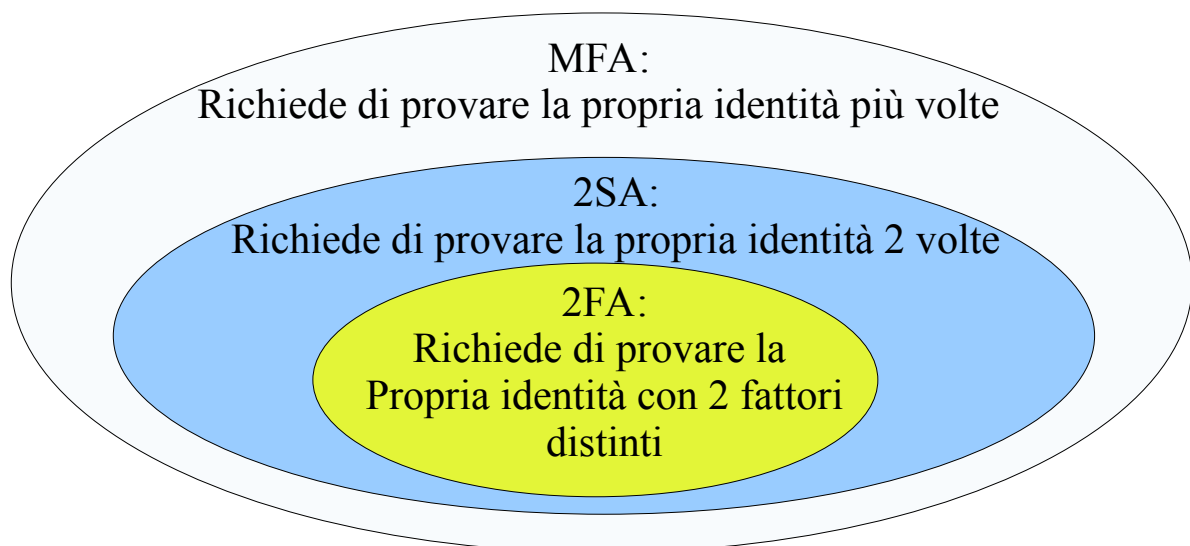 MFA:
Richiede di provare la propria identità più volte
2SA:
Richiede di provare la propria identità 2 volte
2FA:
Richiede di provare la
Propria identità con 2 fattori
distinti